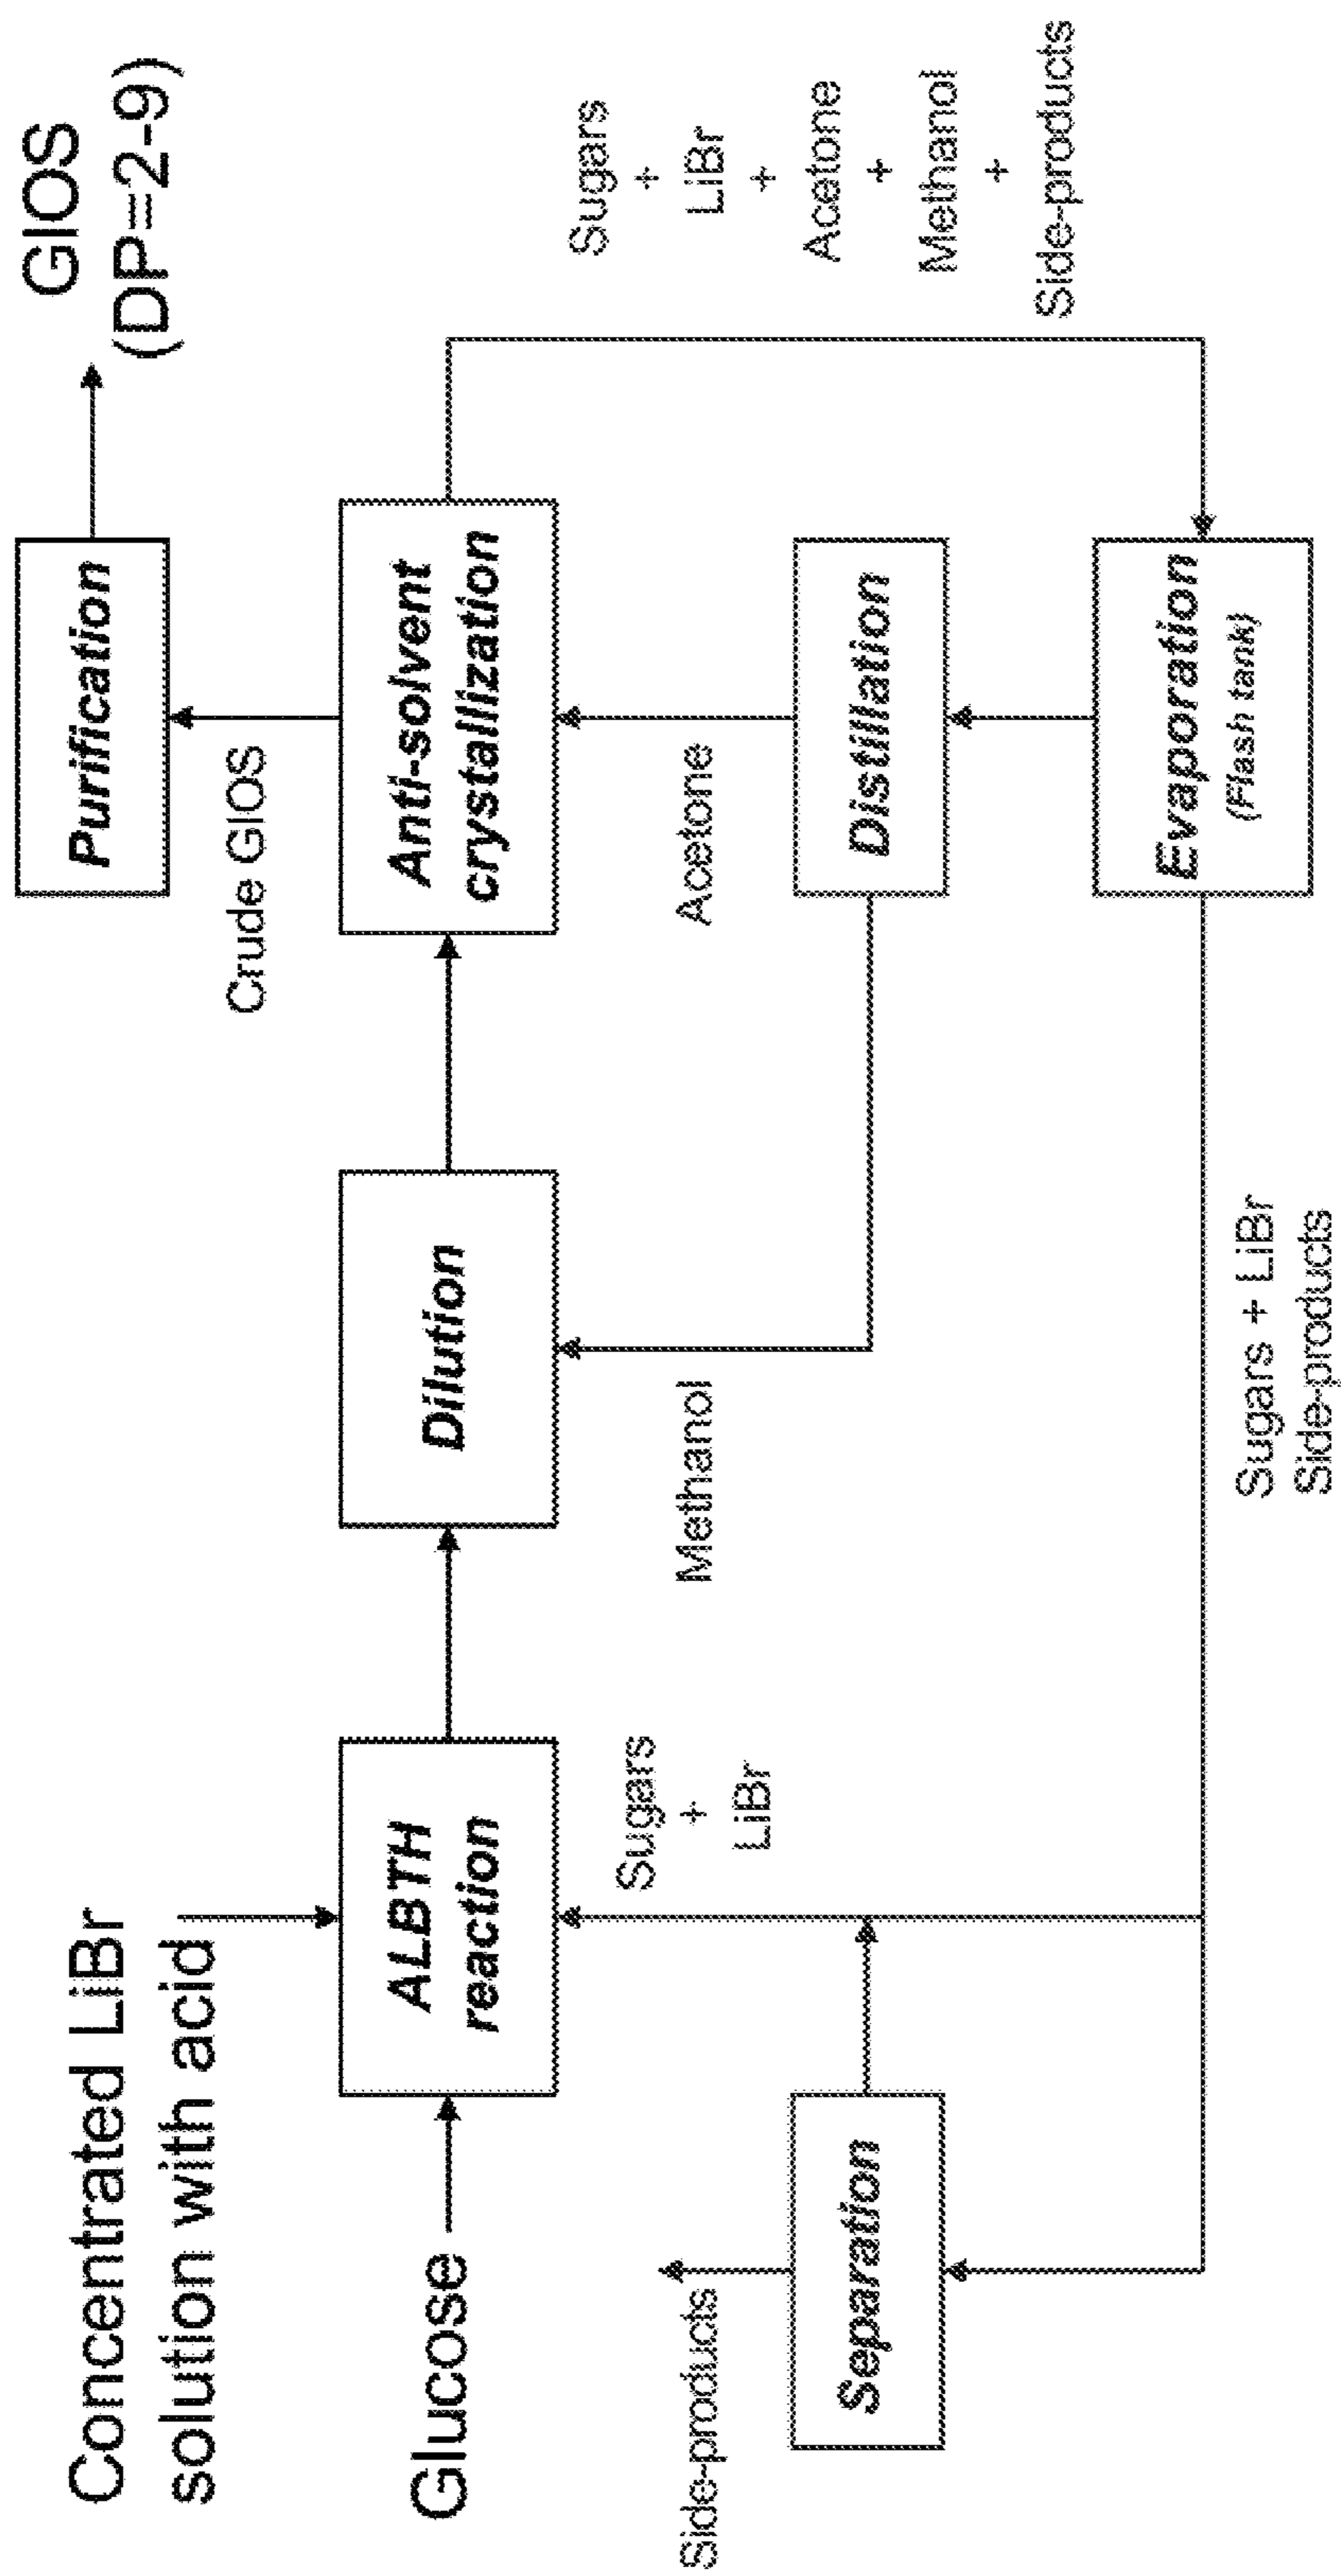 Concentrated LiBr
solution with acid
Glucose
ALBTH
reaction
Dilution
Anti-solvent
crystallization
Crude GlOS
Purification
GlOS
(DP=2-9)
Sugars
+
LiBr
+
Acetone
+
Methanol
+
Side-products
Side-products
Separation
Sugars
+
LiBr
Methanol
Acetone
Distillation
Evaporation
(Flash tank)
Sugars + LiBr
Side-products